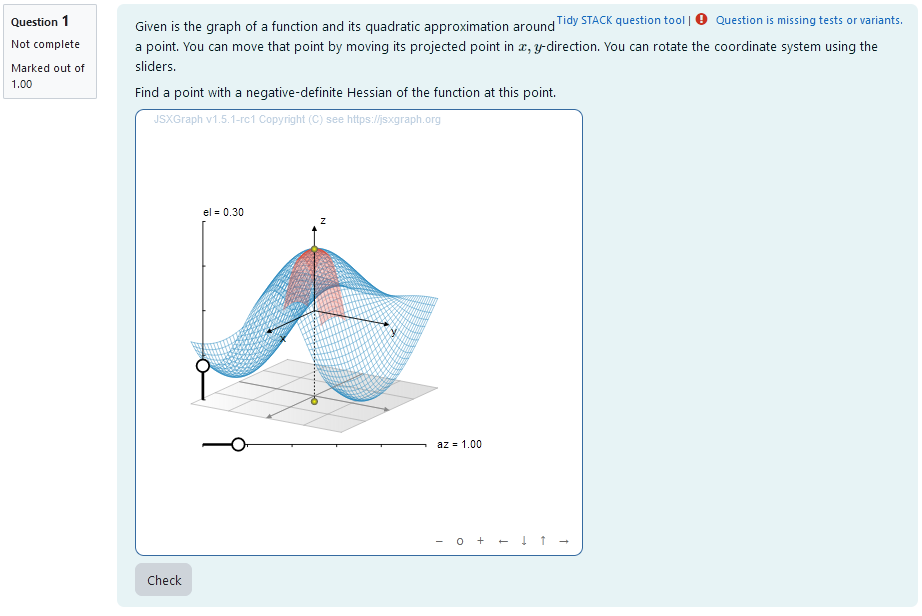 Question 1
Not complete
Marked out of
1.00
Tidy STACK question tool | Question is missing tests or variants.
Given is the graph of a function and its quadratic approximation around
a point. You can move that point by moving its projected point in x, y-direction. You can rotate the coordinate system using the
sliders.
Find a point with a negative-definite Hessian of the function at this point.
JSXGraph v1.5.1-rc1 Copyright (C) see https://jsxgraph.org
el = 0.30
z
y
x
az = 1.00
– o + ← ↓ ↑ →
Check